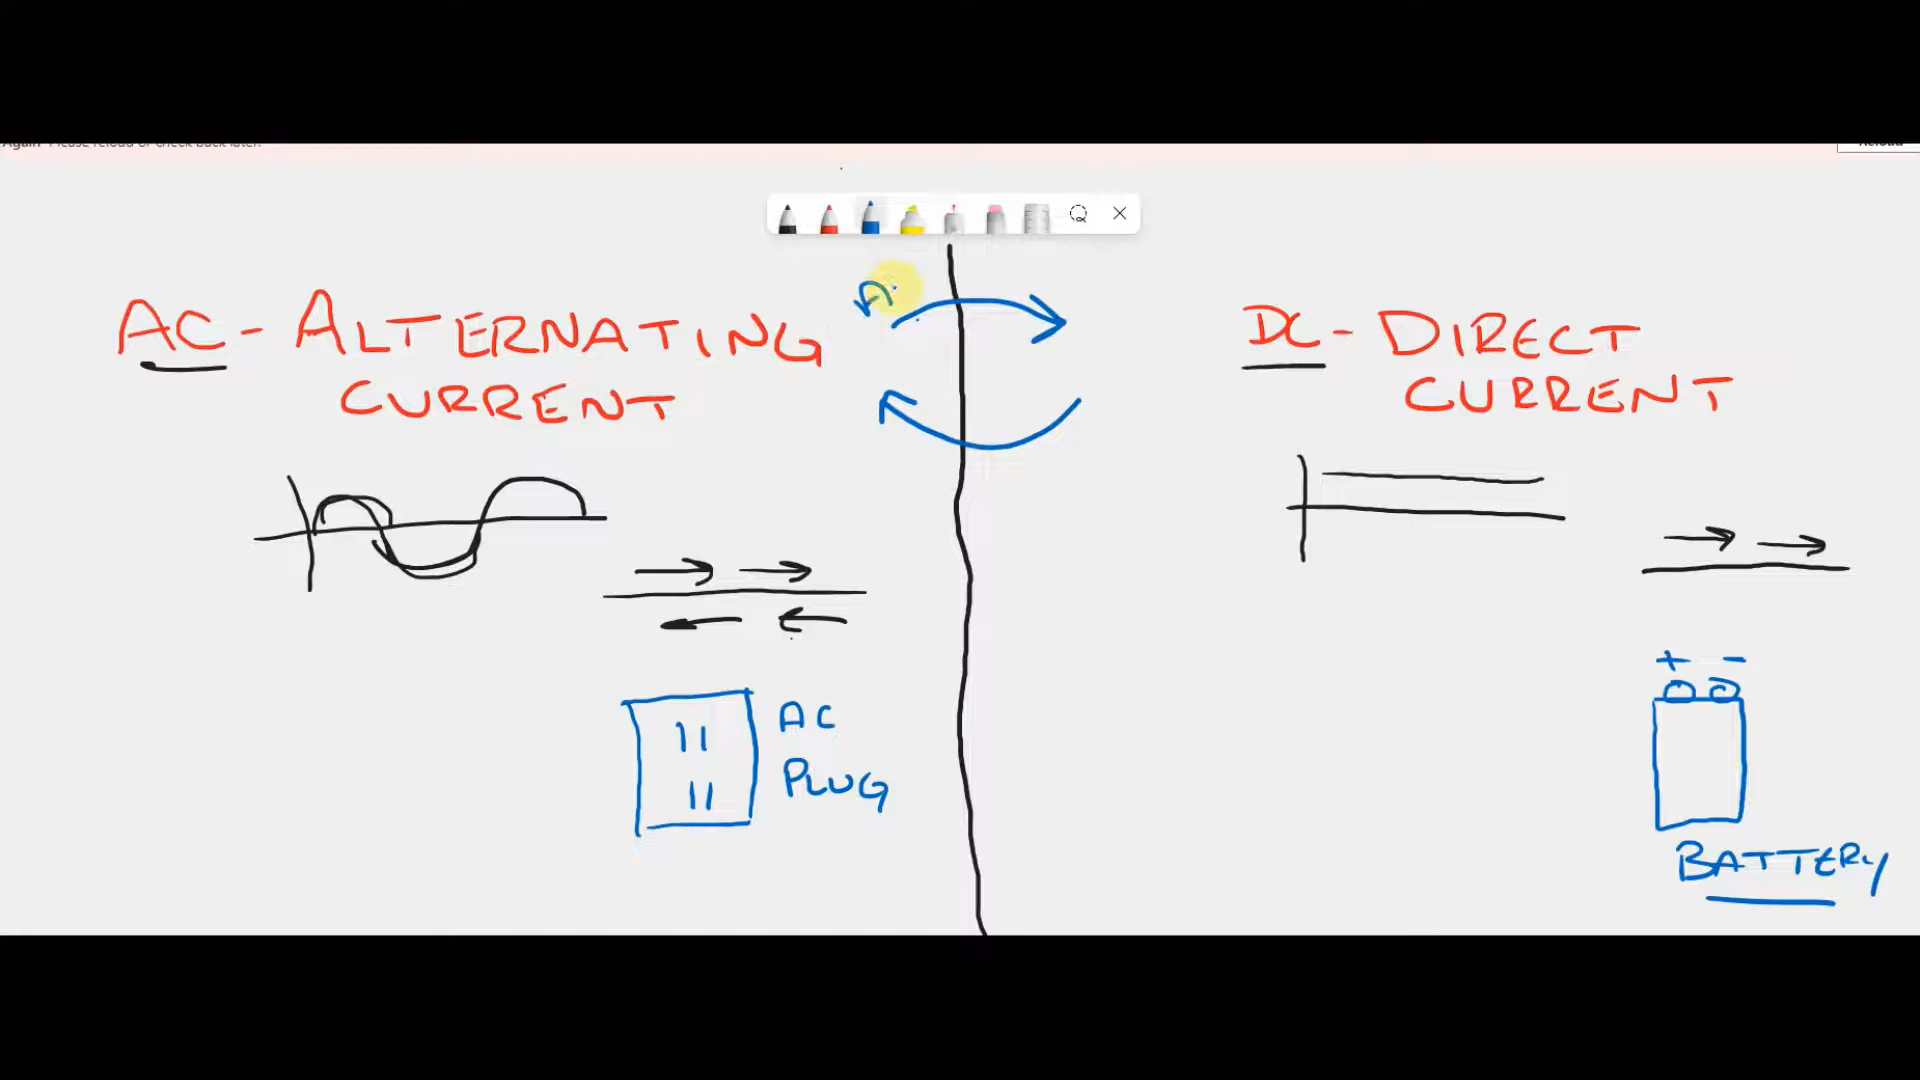 AC - ALTERNATING
CURRENT
DC - DIRECT
CURRENT
+ -
AC
PLUG
BATTERY